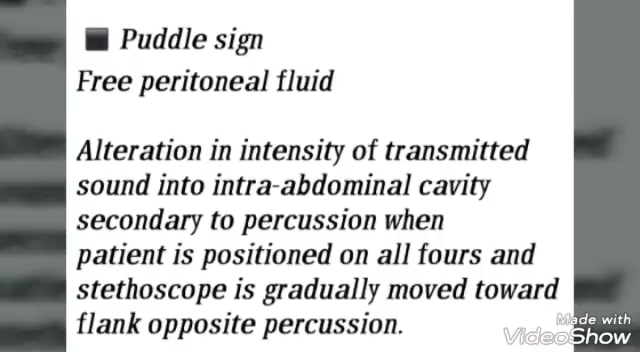 ■ Puddle sign
Free peritoneal fluid
Alteration in intensity of transmitted
sound into intra-abdominal cavity
secondary to percussion when
patient is positioned on all fours and
stethoscope is gradually moved toward
flank opposite percussion.
Made with
VideoShow